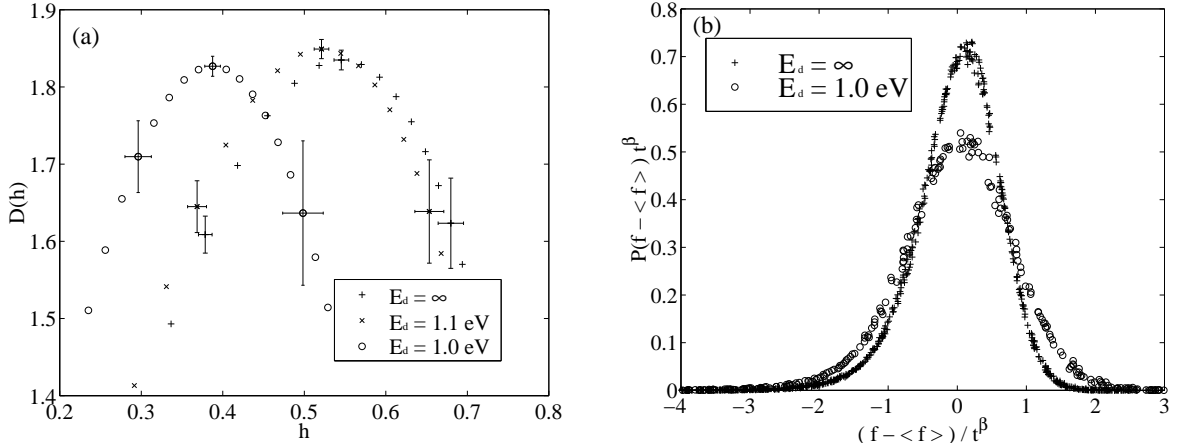 (a)
D(h)
1.9
1.8
1.7
1.6
1.5
1.4
0.2 0.3 0.4 0.5 0.6 0.7 0.8
h
E_d = ∞
E_d = 1.1 eV
E_d = 1.0 eV
(b)
P(f − < f >) t^β
0.8
0.7
0.6
0.5
0.4
0.3
0.2
0.1
0
−4 −3 −2 −1 0 1 2 3
( f − < f > ) / t^β
E_d = ∞
E_d = 1.0 eV